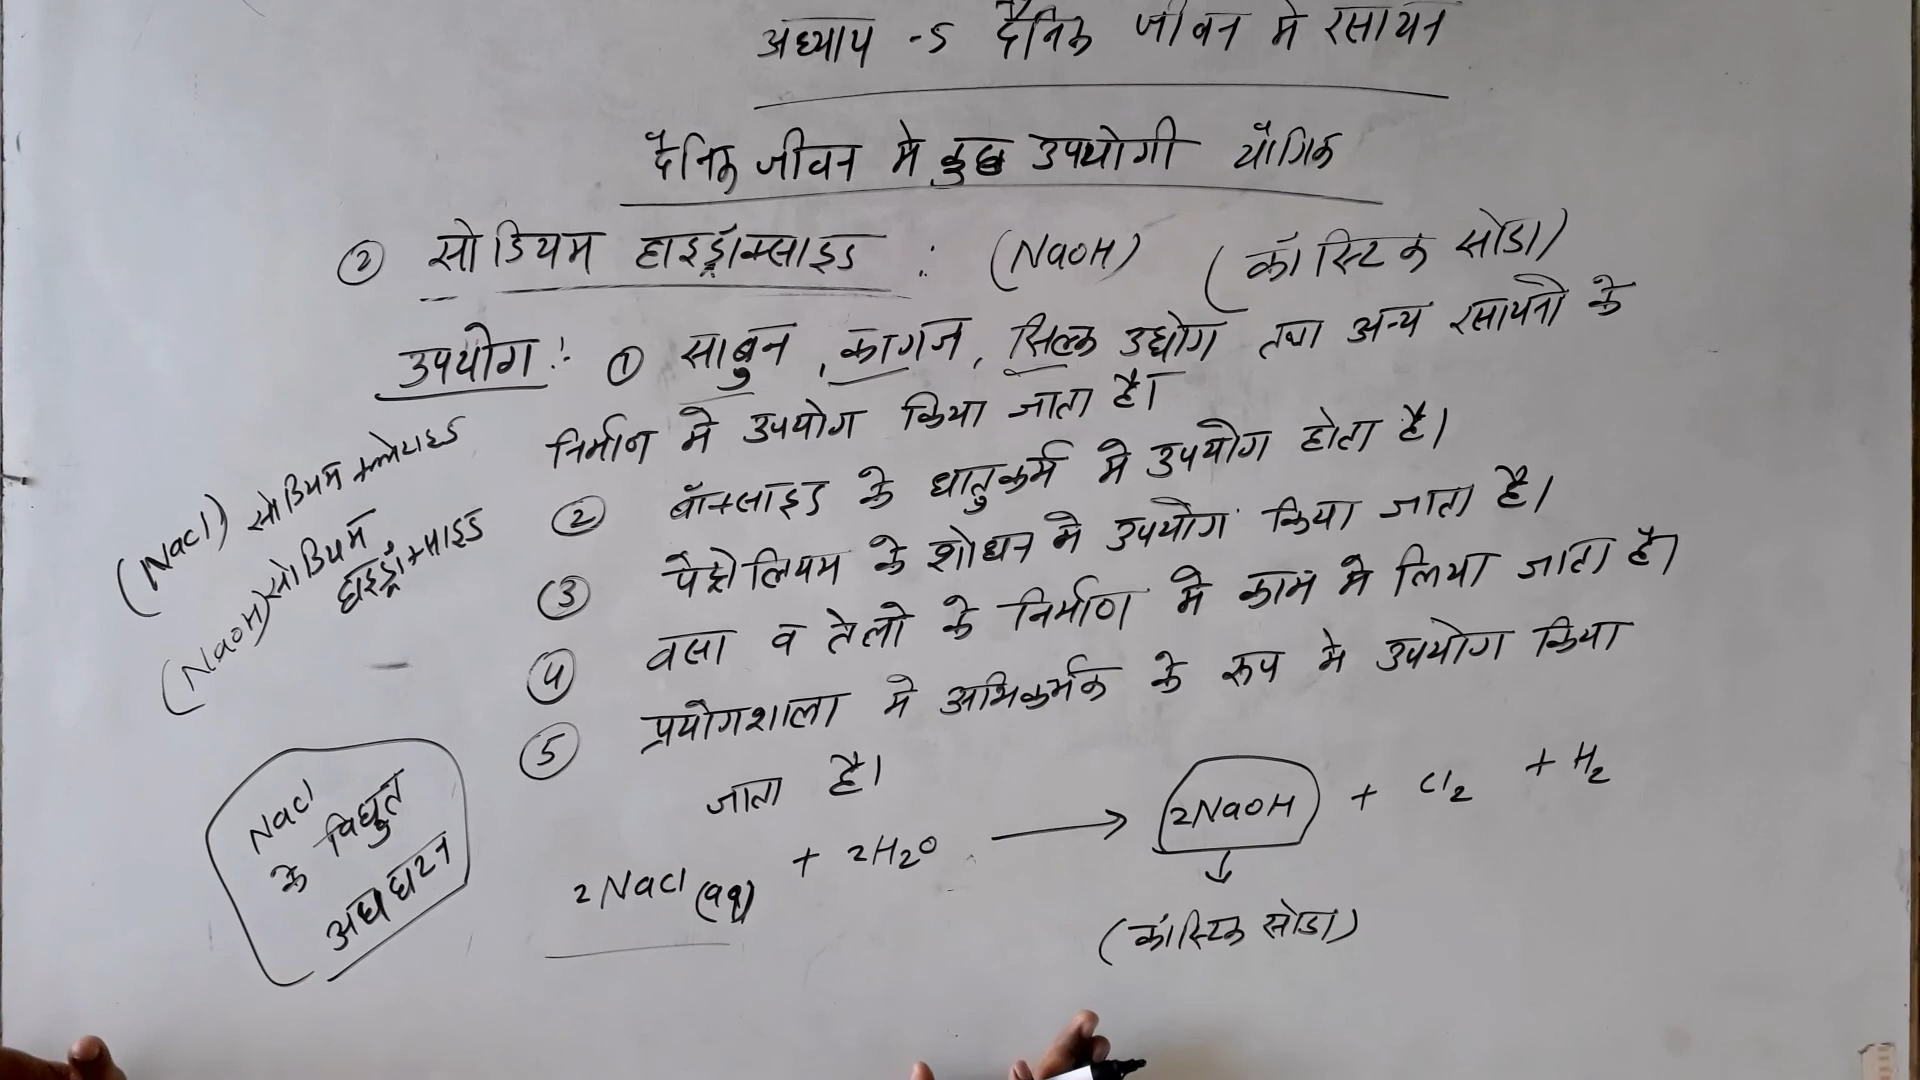 अध्याय -5 दैनिक जीवन मे रसायन
दैनिक जीवन मे कुछ उपयोगी यौगिक
② सोडियम हाइड्रॉक्साइड : (NaOH) (कॉस्टिक सोडा)
उपयोग : ① साबुन, कागज, सिल्क उद्योग तथा अन्य रसायनो के
निर्माण मे उपयोग किया जाता है।
② बॉक्साइड के धातुकर्म मे उपयोग होता है।
③ पेट्रोलियम के शोधन मे उपयोग किया जाता है।
④ वसा व तेलो के निर्माण मे काम मे लिया जाता है।
⑤ प्रयोगशाला मे अभिकर्मक के रूप मे उपयोग किया
जाता है।
(NaCl) सोडियम क्लोराइड
(NaOH) सोडियम
हाइड्रॉक्साइड
NaCl
के विधुत
अपघटन
2NaCl(aq) + 2H2O → 2NaOH + Cl2 + H2
↓
(कॉस्टिक सोडा)